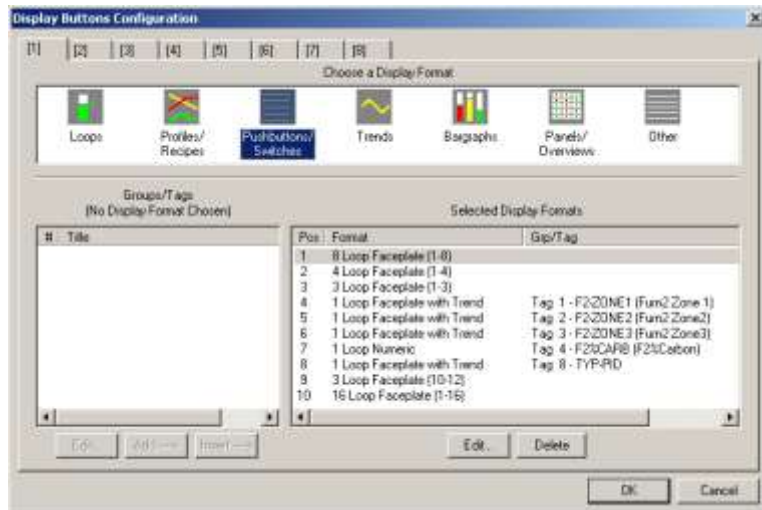 Display Buttons Configuration
[1] [2] [3] [4] [5] [6] [7] [8]
Choose a Display Format
Loops
Profiles/
Recipes
Pushbuttons/
Switches
Trends
Bargraphs
Panels/
Overviews
Other
Groups/Tags
(No Display Format Chosen)
# Title
Edit.. Add ---> Insert --->
Selected Display Formats
Pos Format Grp/Tag
1 8 Loop Faceplate (1-8)
2 4 Loop Faceplate (1-4)
3 3 Loop Faceplate (1-3)
4 1 Loop Faceplate with Trend Tag 1 - F2-ZONE1 (Furn2 Zone 1)
5 1 Loop Faceplate with Trend Tag 2 - F2-ZONE2 (Furn2 Zone2)
6 1 Loop Faceplate with Trend Tag 3 - F2-ZONE3 (Furn2 Zone3)
7 1 Loop Numeric Tag 4 - F2%CARB (F2%Carbon)
8 1 Loop Faceplate with Trend Tag 8 - TYP-PID
9 3 Loop Faceplate (10-12)
10 16 Loop Faceplate (1-16)
Edit.. Delete
OK Cancel